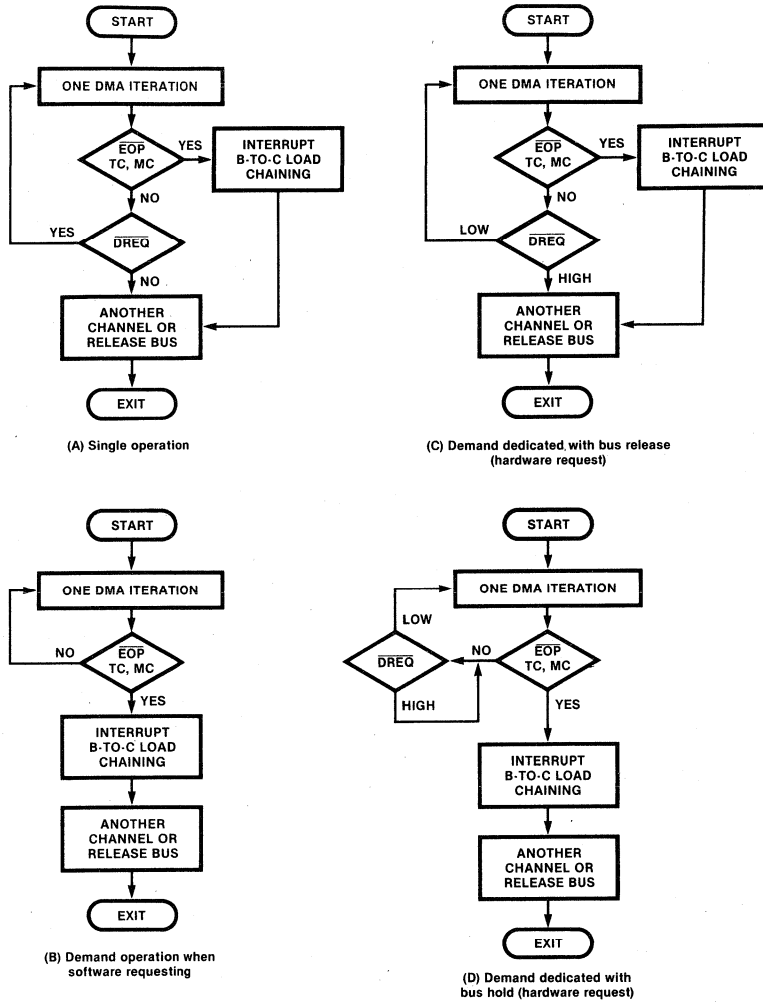 START
ONE DMA ITERATION
EOP
TC, MC
YES
INTERRUPT
B-TO-C LOAD
CHAINING
NO
YES
DREQ
NO
ANOTHER
CHANNEL OR
RELEASE BUS
EXIT
(A) Single operation
START
ONE DMA ITERATION
EOP
TC, MC
YES
INTERRUPT
B-TO-C LOAD
CHAINING
NO
LOW
DREQ
HIGH
ANOTHER
CHANNEL OR
RELEASE BUS
EXIT
(C) Demand dedicated with bus release
(hardware request)
START
ONE DMA ITERATION
NO
EOP
TC, MC
YES
INTERRUPT
B-TO-C LOAD
CHAINING
ANOTHER
CHANNEL OR
RELEASE BUS
EXIT
(B) Demand operation when
software requesting
START
ONE DMA ITERATION
LOW
DREQ
NO
EOP
TC, MC
HIGH
YES
INTERRUPT
B-TO-C LOAD
CHAINING
ANOTHER
CHANNEL OR
RELEASE BUS
EXIT
(D) Demand dedicated with
bus hold (hardware request)